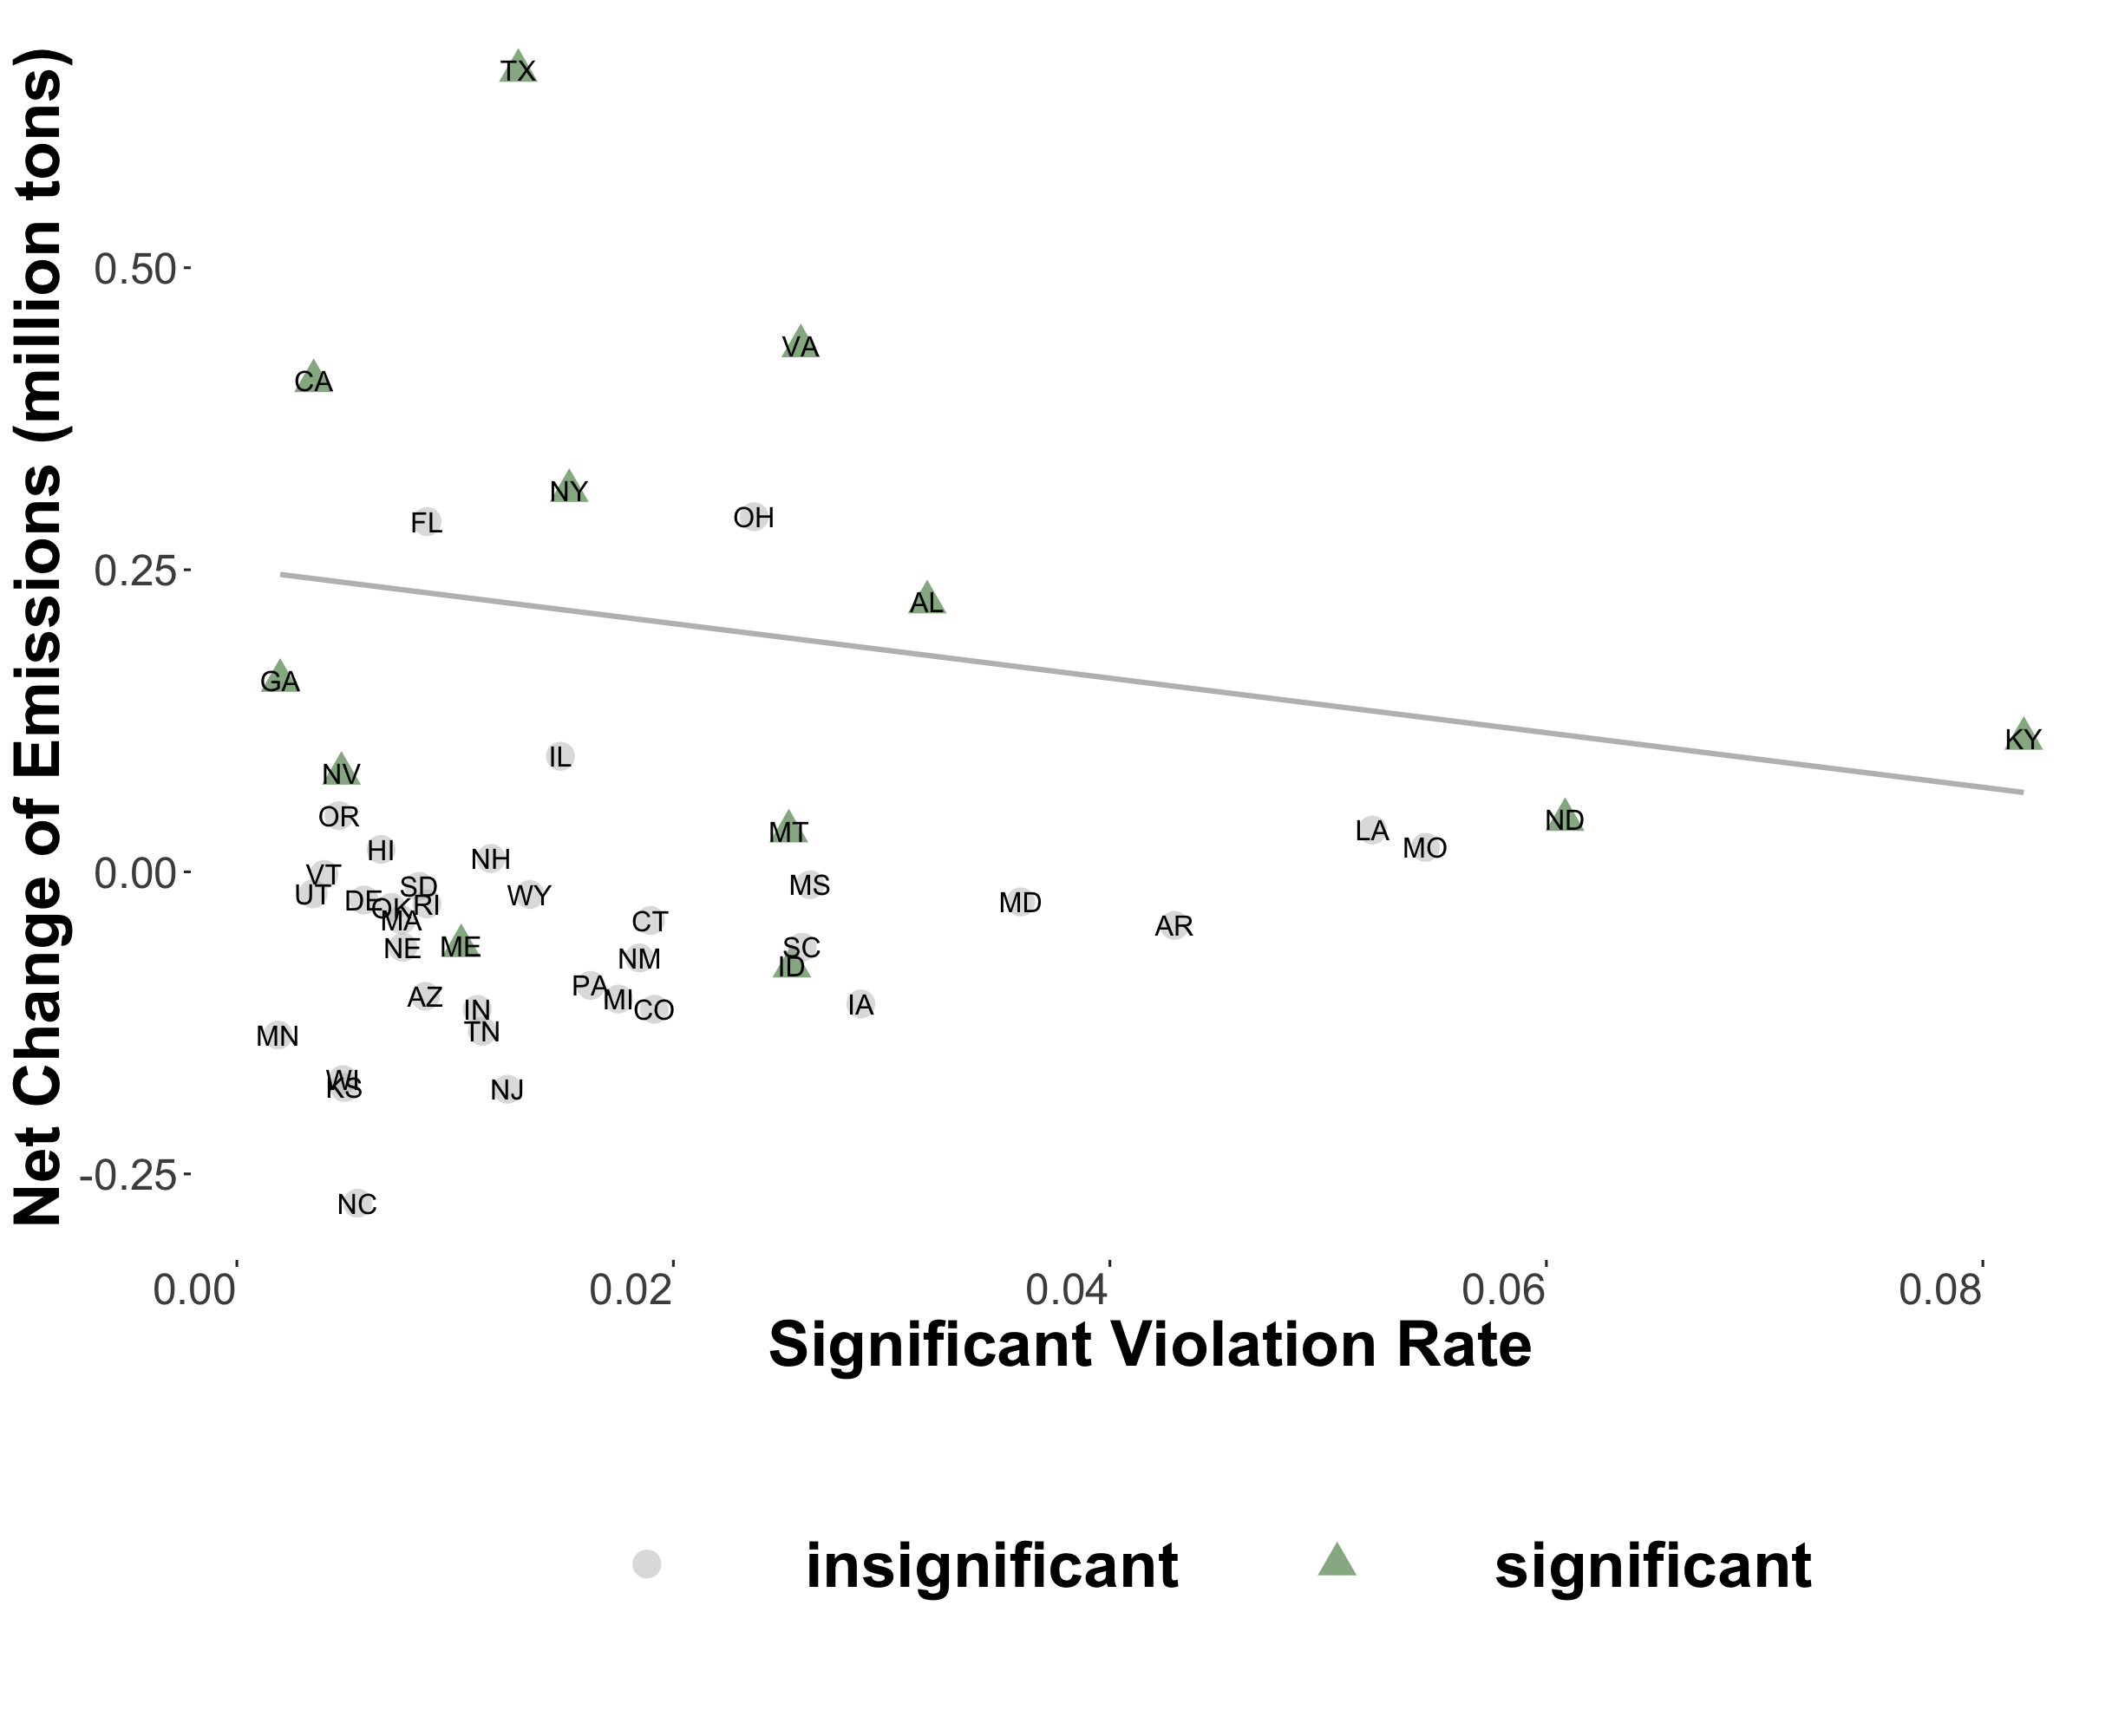 Net Change of Emissions (million tons)
0.50
0.25
0.00
-0.25
TX
VA
CA
NY
OH
FL
AL
GA
KY
IL
NV
OR
ND
MT
LA
MO
HI
NH
VT
SD
MS
UT
WY
DE
RI
MD
OK
MA
CT
AR
NE
ME
SC
NM
ID
PA
AZ
MI
IA
IN
CO
TN
MN
WI
KS
NJ
NC
0.00
0.02
0.04
0.06
0.08
Significant Violation Rate
insignificant
significant